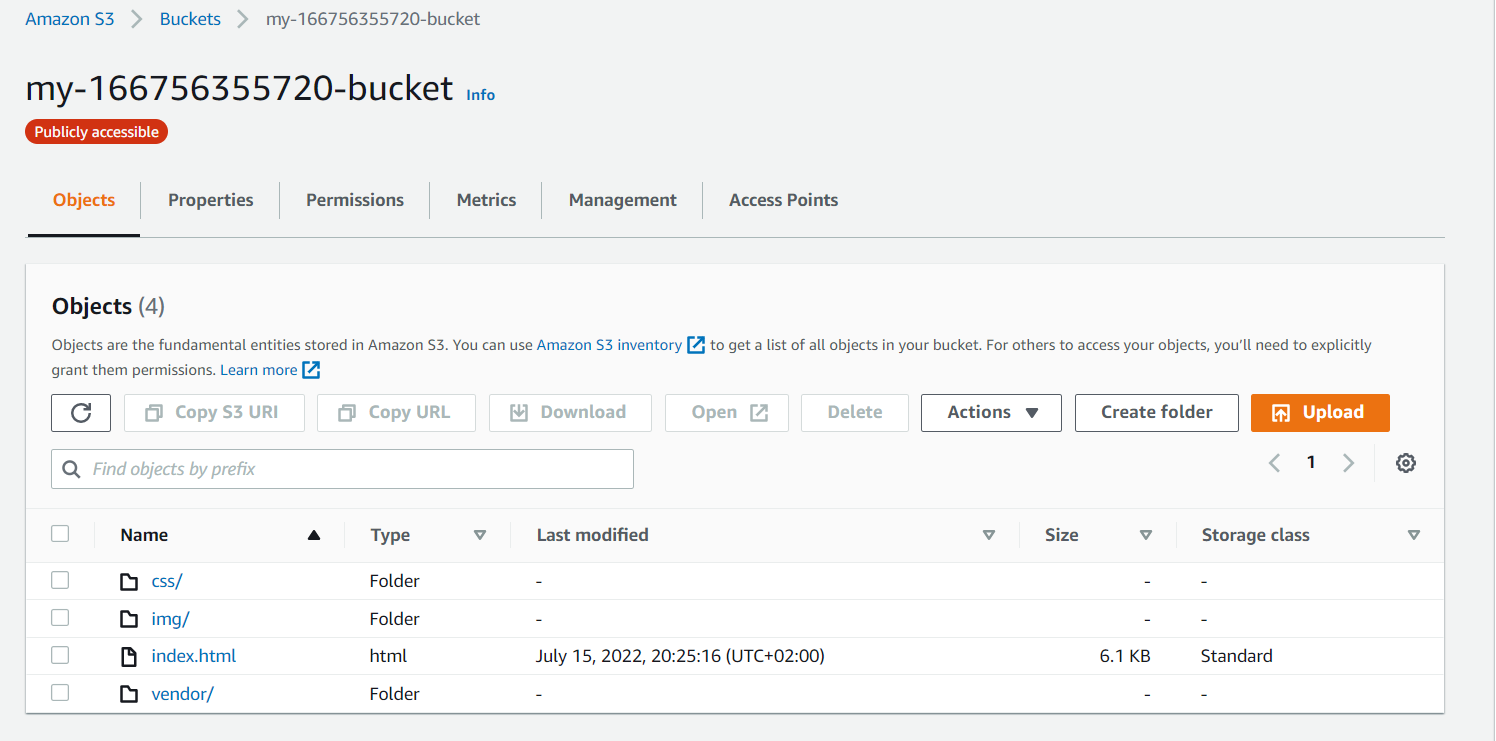 Amazon S3 > Buckets > my-166756355720-bucket
my-166756355720-bucket Info
Publicly accessible
Objects Properties Permissions Metrics Management Access Points
Objects (4)
Objects are the fundamental entities stored in Amazon S3. You can use Amazon S3 inventory to get a list of all objects in your bucket. For others to access your objects, you'll need to explicitly
grant them permissions. Learn more
Copy S3 URI Copy URL Download Open Delete Actions Create folder Upload
Find objects by prefix 1
Name Type Last modified Size Storage class
css/ Folder - - -
img/ Folder - - -
index.html html July 15, 2022, 20:25:16 (UTC+02:00) 6.1 KB Standard
vendor/ Folder - - -